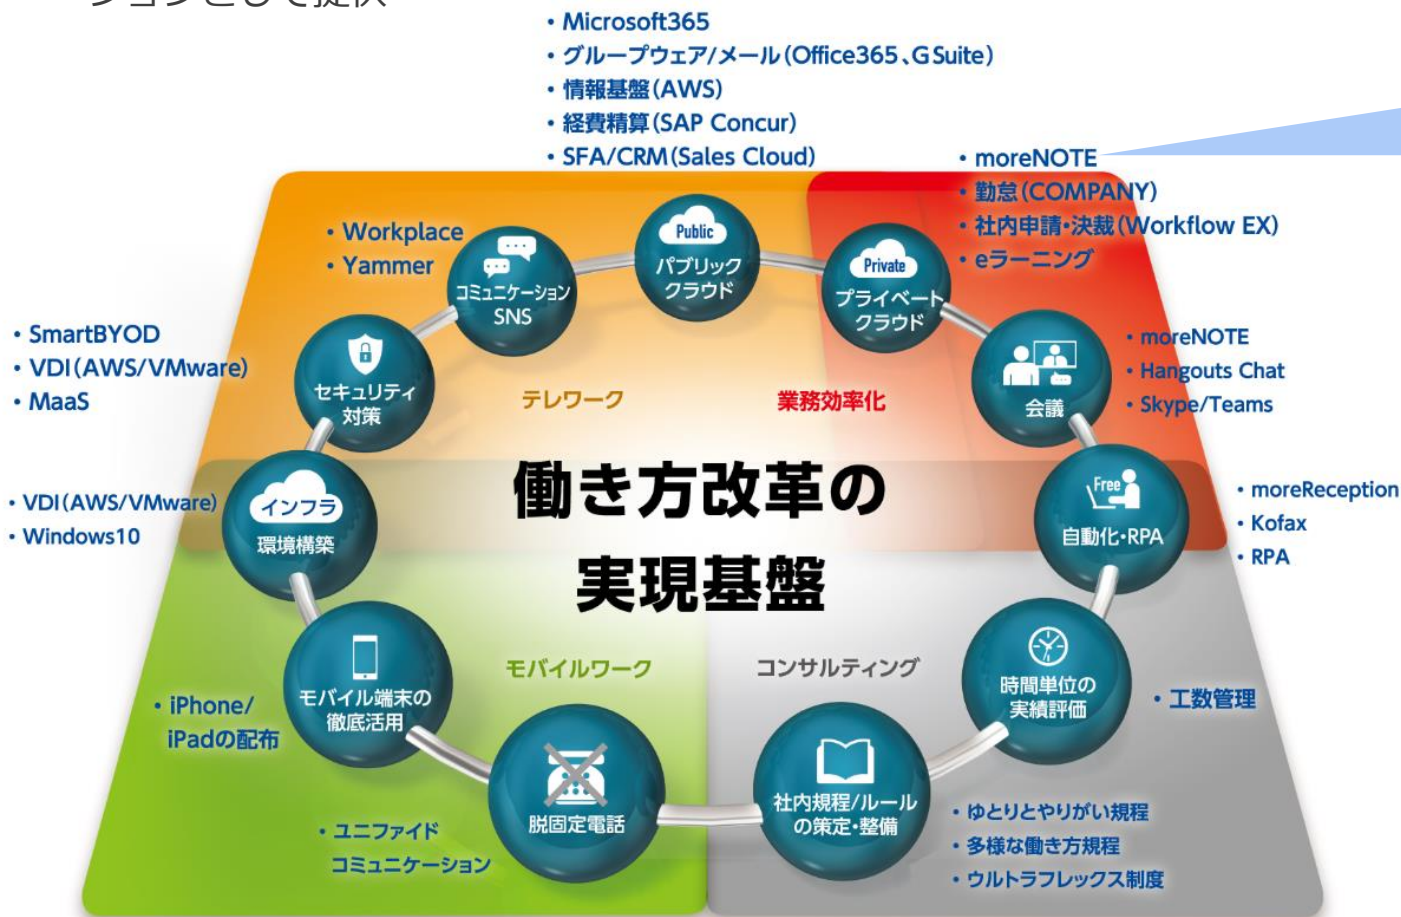 ションとして提供
・Microsoft365
・グループウェア/メール(Office365、G Suite)
・情報基盤(AWS)
・経費精算(SAP Concur)
・SFA/CRM(Sales Cloud)
・moreNOTE
・勤怠(COMPANY)
・社内申請・決裁(Workflow EX)
・eラーニング
・Workplace
・Yammer
コミュニケーション
SNS
Public
パブリック
クラウド
Private
プライベート
クラウド
・SmartBYOD
・VDI(AWS/VMware)
・MaaS
セキュリティ
対策
テレワーク
業務効率化
会議
・moreNOTE
・Hangouts Chat
・Skype/Teams
・VDI(AWS/VMware)
・Windows10
インフラ
環境構築
働き方改革の
実現基盤
Free
自動化・RPA
・moreReception
・Kofax
・RPA
モバイルワーク
コンサルティング
・iPhone/
iPadの配布
モバイル端末の
徹底活用
時間単位の
実績評価
・工数管理
・ユニファイド
コミュニケーション
脱固定電話
社内規程/ルール
の策定・整備
・ゆとりとやりがい規程
・多様な働き方規程
・ウルトラフレックス制度